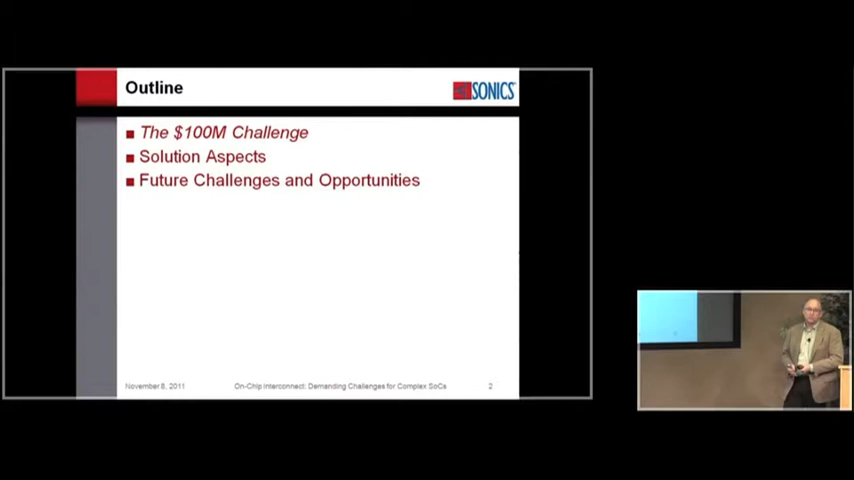 Outline
SONICS
The $100M Challenge
Solution Aspects
Future Challenges and Opportunities
November 8, 2011
On-Chip Interconnect: Demanding Challenges for Complex SoCs
2